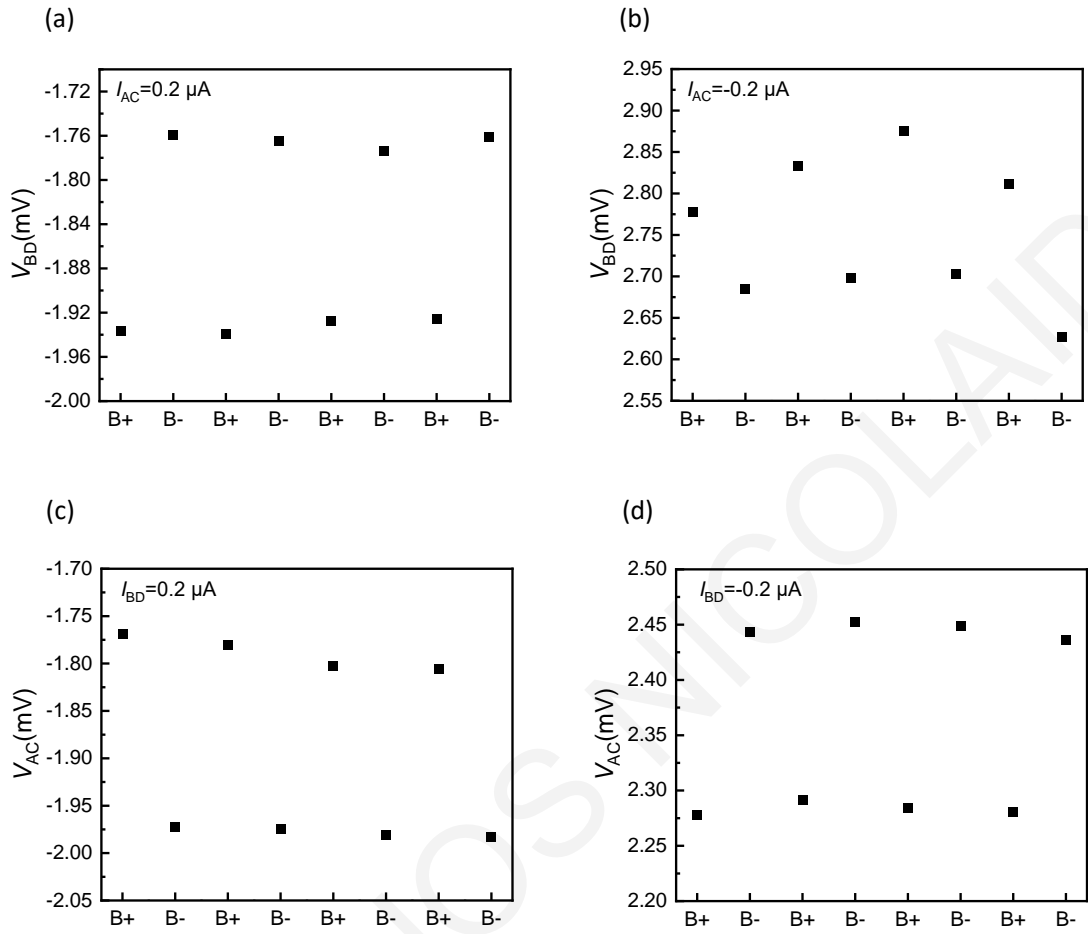 (a)
I_AC=0.2 µA
V_BD(mV)
-1.72
-1.76
-1.80
-1.84
-1.88
-1.92
-1.96
-2.00
B+ B- B+ B- B+ B- B+ B-
(b)
I_AC=-0.2 µA
V_BD(mV)
2.95
2.90
2.85
2.80
2.75
2.70
2.65
2.60
2.55
B+ B- B+ B- B+ B- B+ B-
(c)
I_BD=0.2 µA
V_AC(mV)
-1.70
-1.75
-1.80
-1.85
-1.90
-1.95
-2.00
-2.05
B+ B- B+ B- B+ B- B+ B-
(d)
I_BD=-0.2 µA
V_AC(mV)
2.50
2.45
2.40
2.35
2.30
2.25
2.20
B+ B- B+ B- B+ B- B+ B-